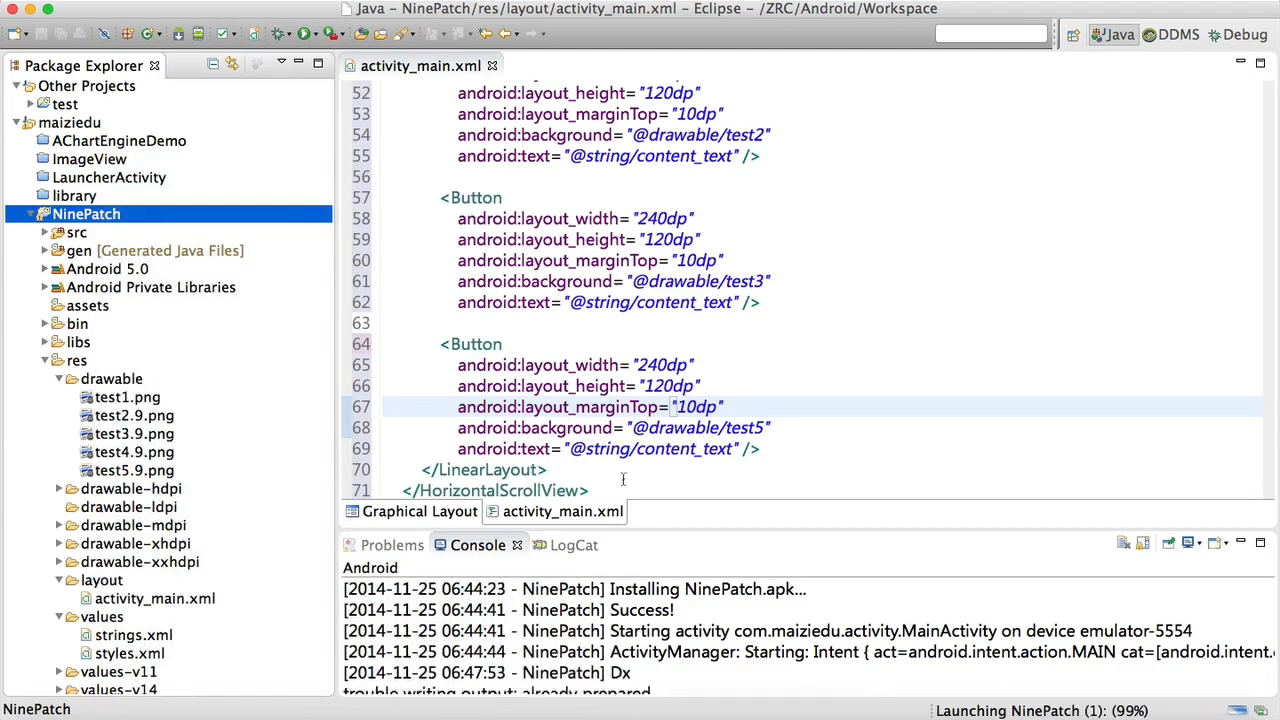 Java - NinePatch/res/layout/activity_main.xml - Eclipse - /ZRC/Android/Workspace
Java DDMS Debug
Package Explorer
Other Projects
test
maiziedu
AChartEngineDemo
ImageView
LauncherActivity
library
NinePatch
src
gen [Generated Java Files]
Android 5.0
Android Private Libraries
assets
bin
libs
res
drawable
test1.png
test2.9.png
test3.9.png
test4.9.png
test5.9.png
drawable-hdpi
drawable-ldpi
drawable-mdpi
drawable-xhdpi
drawable-xxhdpi
layout
activity_main.xml
values
strings.xml
styles.xml
values-v11
values-v14
activity_main.xml
52 android:layout_height="120dp"
53 android:layout_marginTop="10dp"
54 android:background="@drawable/test2"
55 android:text="@string/content_text" />
56
57 <Button
58 android:layout_width="240dp"
59 android:layout_height="120dp"
60 android:layout_marginTop="10dp"
61 android:background="@drawable/test3"
62 android:text="@string/content_text" />
63
64 <Button
65 android:layout_width="240dp"
66 android:layout_height="120dp"
67 android:layout_marginTop="10dp"
68 android:background="@drawable/test5"
69 android:text="@string/content_text" />
70 </LinearLayout>
71 </HorizontalScrollView>
Graphical Layout activity_main.xml
Problems Console LogCat
Android
[2014-11-25 06:44:23 - NinePatch] Installing NinePatch.apk...
[2014-11-25 06:44:41 - NinePatch] Success!
[2014-11-25 06:44:41 - NinePatch] Starting activity com.maiziedu.activity.MainActivity on device emulator-5554
[2014-11-25 06:44:44 - NinePatch] ActivityManager: Starting: Intent { act=android.intent.action.MAIN cat=[android.intent.
[2014-11-25 06:47:53 - NinePatch] Dx
trouble writing output: already prepared
NinePatch
Launching NinePatch (1): (99%)